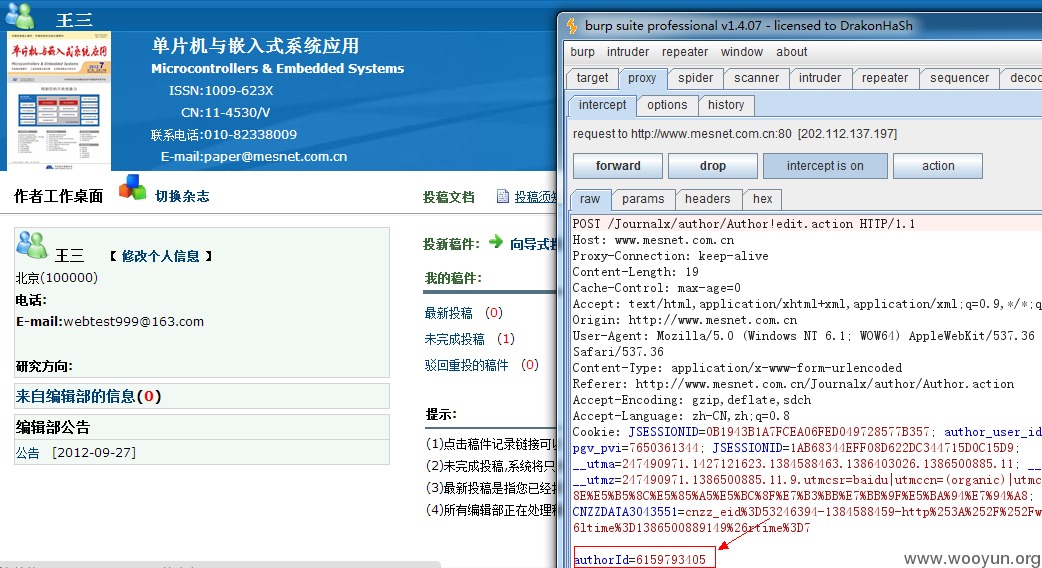 王三
单片机与嵌入式系统应用
Microcontrollers & Embedded Systems
ISSN:1009-623X
CN:11-4530/V
联系电话:010-82338009
E-mail:paper@mesnet.com.cn
作者工作桌面
切换杂志
投稿文档
投稿须知
王三
【 修改个人信息 】
北京(100000)
电话:
E-mail:webtest999@163.com
研究方向:
来自编辑部的信息(0)
编辑部公告
公告 [2012-09-27]
投新稿件:
向导式投
我的稿件:
最新投稿 (0)
未完成投稿 (1)
驳回重投的稿件 (0)
提示:
(1)点击稿件记录链接可以
(2)未完成投稿,系统将只
(3)最新投稿是指您已经投
(4)所有编辑部正在处理稿
burp suite professional v1.4.07 - licensed to DrakonHaSh
burp intruder repeater window about
target proxy spider scanner intruder repeater sequencer decod
intercept options history
request to http://www.mesnet.com.cn:80 [202.112.137.197]
forward drop intercept is on action
raw params headers hex
POST /Journalx/author/Author!edit.action HTTP/1.1
Host: www.mesnet.com.cn
Proxy-Connection: keep-alive
Content-Length: 19
Cache-Control: max-age=0
Accept: text/html,application/xhtml+xml,application/xml;q=0.9,*/*;q
Origin: http://www.mesnet.com.cn
User-Agent: Mozilla/5.0 (Windows NT 6.1; WOW64) AppleWebKit/537.36
Safari/537.36
Content-Type: application/x-www-form-urlencoded
Referer: http://www.mesnet.com.cn/Journalx/author/Author.action
Accept-Encoding: gzip,deflate,sdch
Accept-Language: zh-CN,zh;q=0.8
Cookie: JSESSIONID=0B1943B1A7FCEA06FED049728577B357; author_user_id
pgv_pvi=7650361344; JSESSIONID=1AB68344EFF08D622DC344715D0C15D9;
__utma=247490971.1427121623.1384588463.1386403026.1386500885.11; __
__utmz=247490971.1386500885.11.9.utmcsr=baidu|utmccn=(organic)|utmc
8E%E5%B5%8C%E5%85%A5%E5%BC%8F%E7%B3%BB%E7%BB%9F%E5%BA%94%E7%94%A8;
CNZZDATA3043551=cnzz_eid%3D53246394-1384588459-http%253A%252F%252Fw
6ltime%3D1386500889149%26rtime%3D7
authorId=6159793405
www.wooyun.org